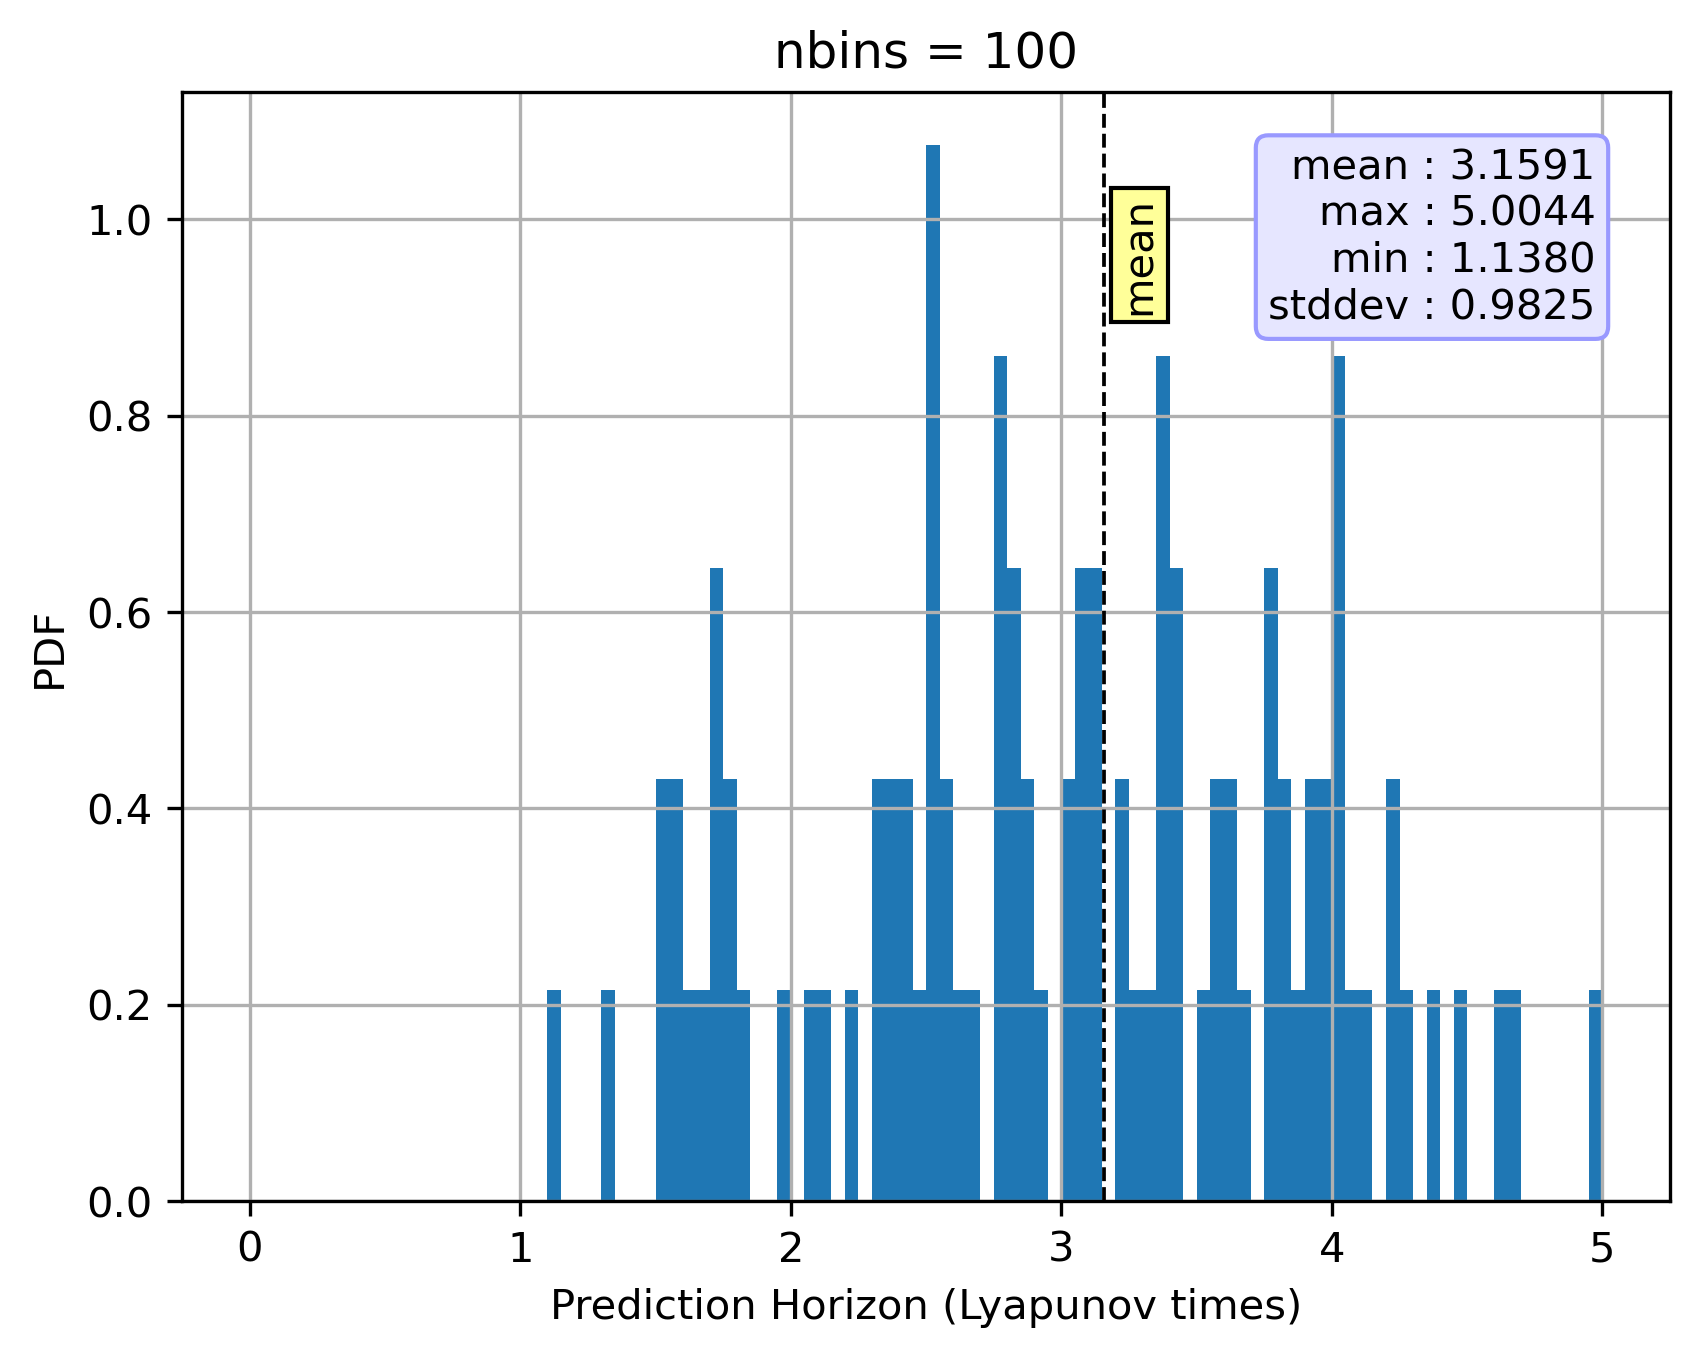 nbins = 100
mean : 3.1591
max : 5.0044
min : 1.1380
stddev : 0.9825
mean
PDF
1.0
0.8
0.6
0.4
0.2
0.0
0 1 2 3 4 5
Prediction Horizon (Lyapunov times)